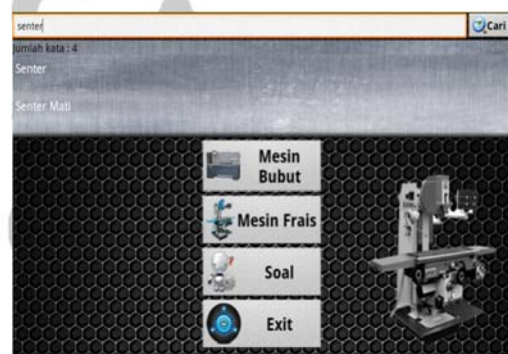 senter
Cari
Jumlah kata : 4
Senter
Senter Mati
Mesin
Bubut
Mesin Frais
Soal
Exit